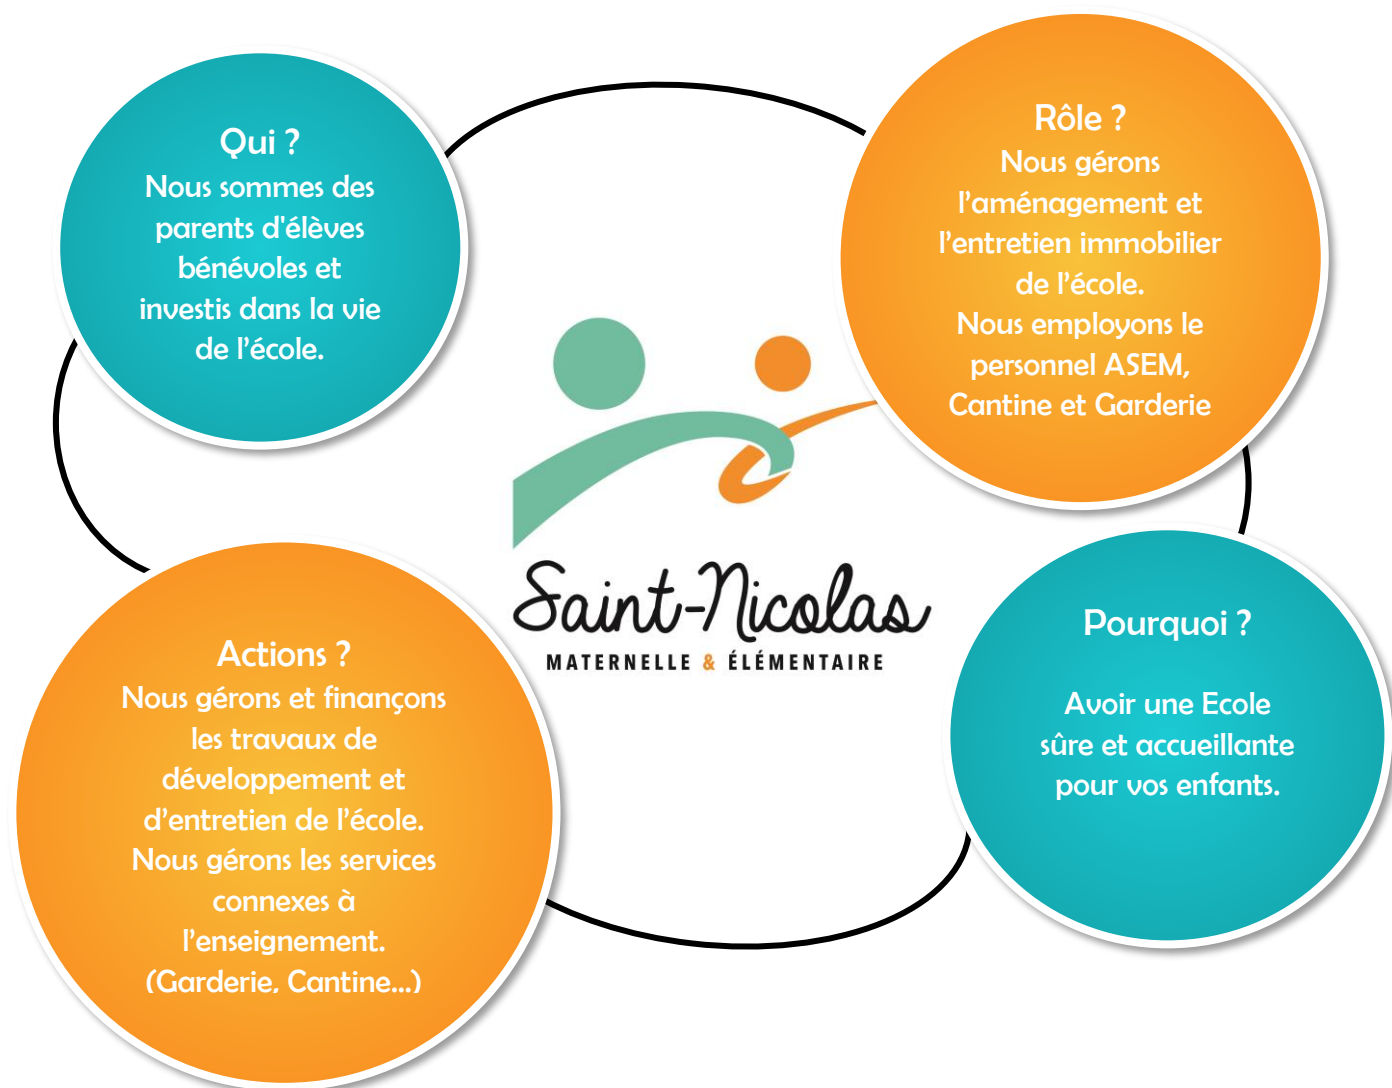 Qui ?
Nous sommes des
parents d'élèves
bénévoles et
investis dans la vie
de l’école.
Rôle ?
Nous gérons
l’aménagement et
l’entretien immobilier
de l’école.
Nous employons le
personnel ASEM,
Cantine et Garderie
Saint-Nicolas
MATERNELLE & ÉLÉMENTAIRE
Actions ?
Nous gérons et finançons
les travaux de
développement et
d’entretien de l’école.
Nous gérons les services
connexes à
l’enseignement.
(Garderie, Cantine…)
Pourquoi ?
Avoir une Ecole
sûre et accueillante
pour vos enfants.